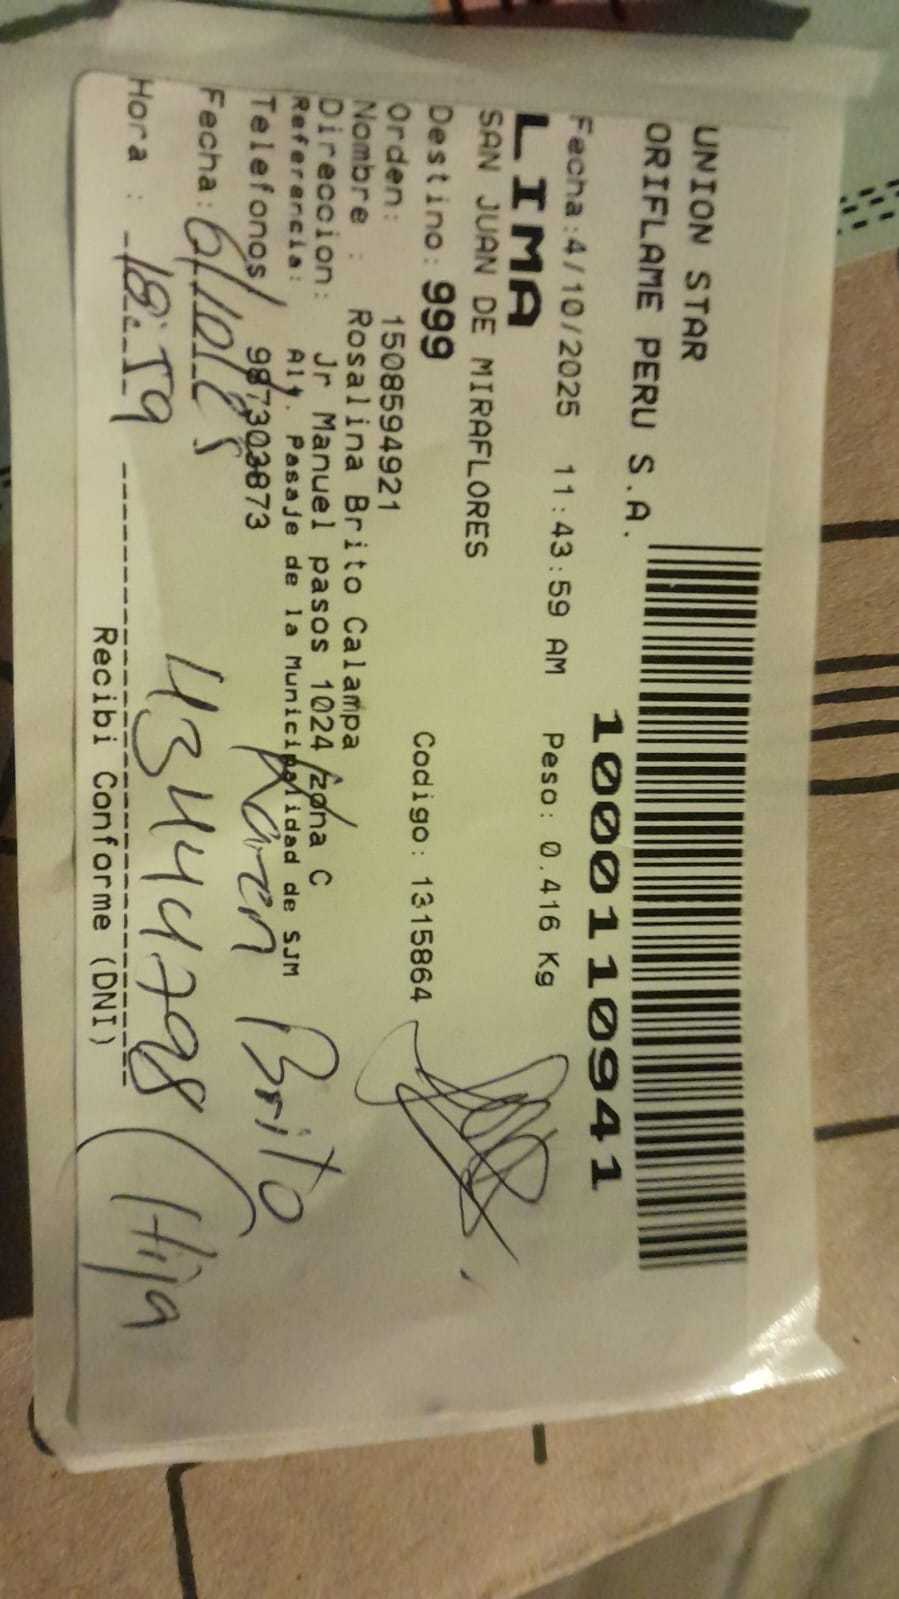 UNION STAR
ORIFLAME PERU S.A.
1000110941
Fecha:4/10/2025 11:43:59 AM Peso: 0.416 Kg
LIMA
SAN JUAN DE MIRAFLORES
Destino: 999 Codigo: 1315864
Orden: 1508594921
Nombre : Rosalina Brito Calampa
Direccion: Jr Manuel pasos 1024 zona C
Referencia: Alt. Pasaje de la Municipalidad de SJM
Telefonos 987303873
Karen Brito
Fecha: 6/10/25
43444798 (Hija
Hora : 18:59
Recibi Conforme (DNI)